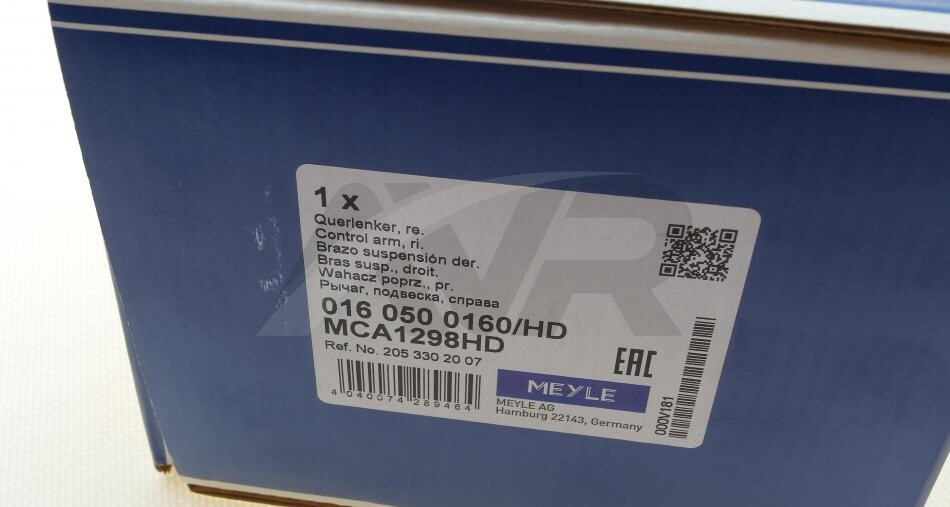 1 x
Querlenker, re.
Control arm, ri.
Brazo suspensión der.
Bras susp., droit.
Wahacz poprz., pr.
Рычаг, подвеска, справа
016 050 0160/HD
MCA1298HD
Ref. No. 205 330 20 07
4 040074 289464
EAC
MEYLE
MEYLE AG
Hamburg 22143, Germany
000V181